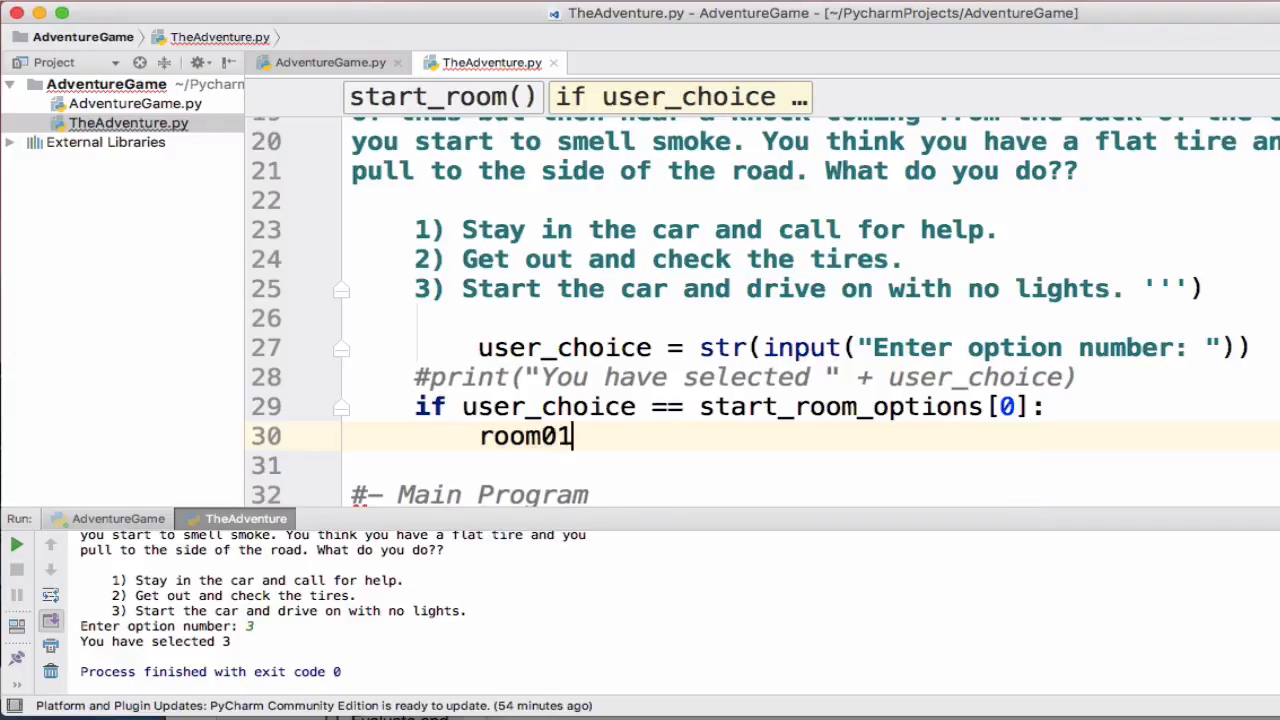 TheAdventure.py - AdventureGame - [~/PycharmProjects/AdventureGame]
AdventureGame TheAdventure.py
Project AdventureGame.py TheAdventure.py
AdventureGame ~/Pycharm
AdventureGame.py
TheAdventure.py
External Libraries
start_room() if user_choice …
20 you start to smell smoke. You think you have a flat tire an
21 pull to the side of the road. What do you do??
22
23 1) Stay in the car and call for help.
24 2) Get out and check the tires.
25 3) Start the car and drive on with no lights. ''')
26
27 user_choice = str(input("Enter option number: "))
28 #print("You have selected " + user_choice)
29 if user_choice == start_room_options[0]:
30 room01
31
32 #- Main Program
Run: AdventureGame TheAdventure
you start to smell smoke. You think you have a flat tire and you
pull to the side of the road. What do you do??
1) Stay in the car and call for help.
2) Get out and check the tires.
3) Start the car and drive on with no lights.
Enter option number: 3
You have selected 3
Process finished with exit code 0
Platform and Plugin Updates: PyCharm Community Edition is ready to update. (54 minutes ago)